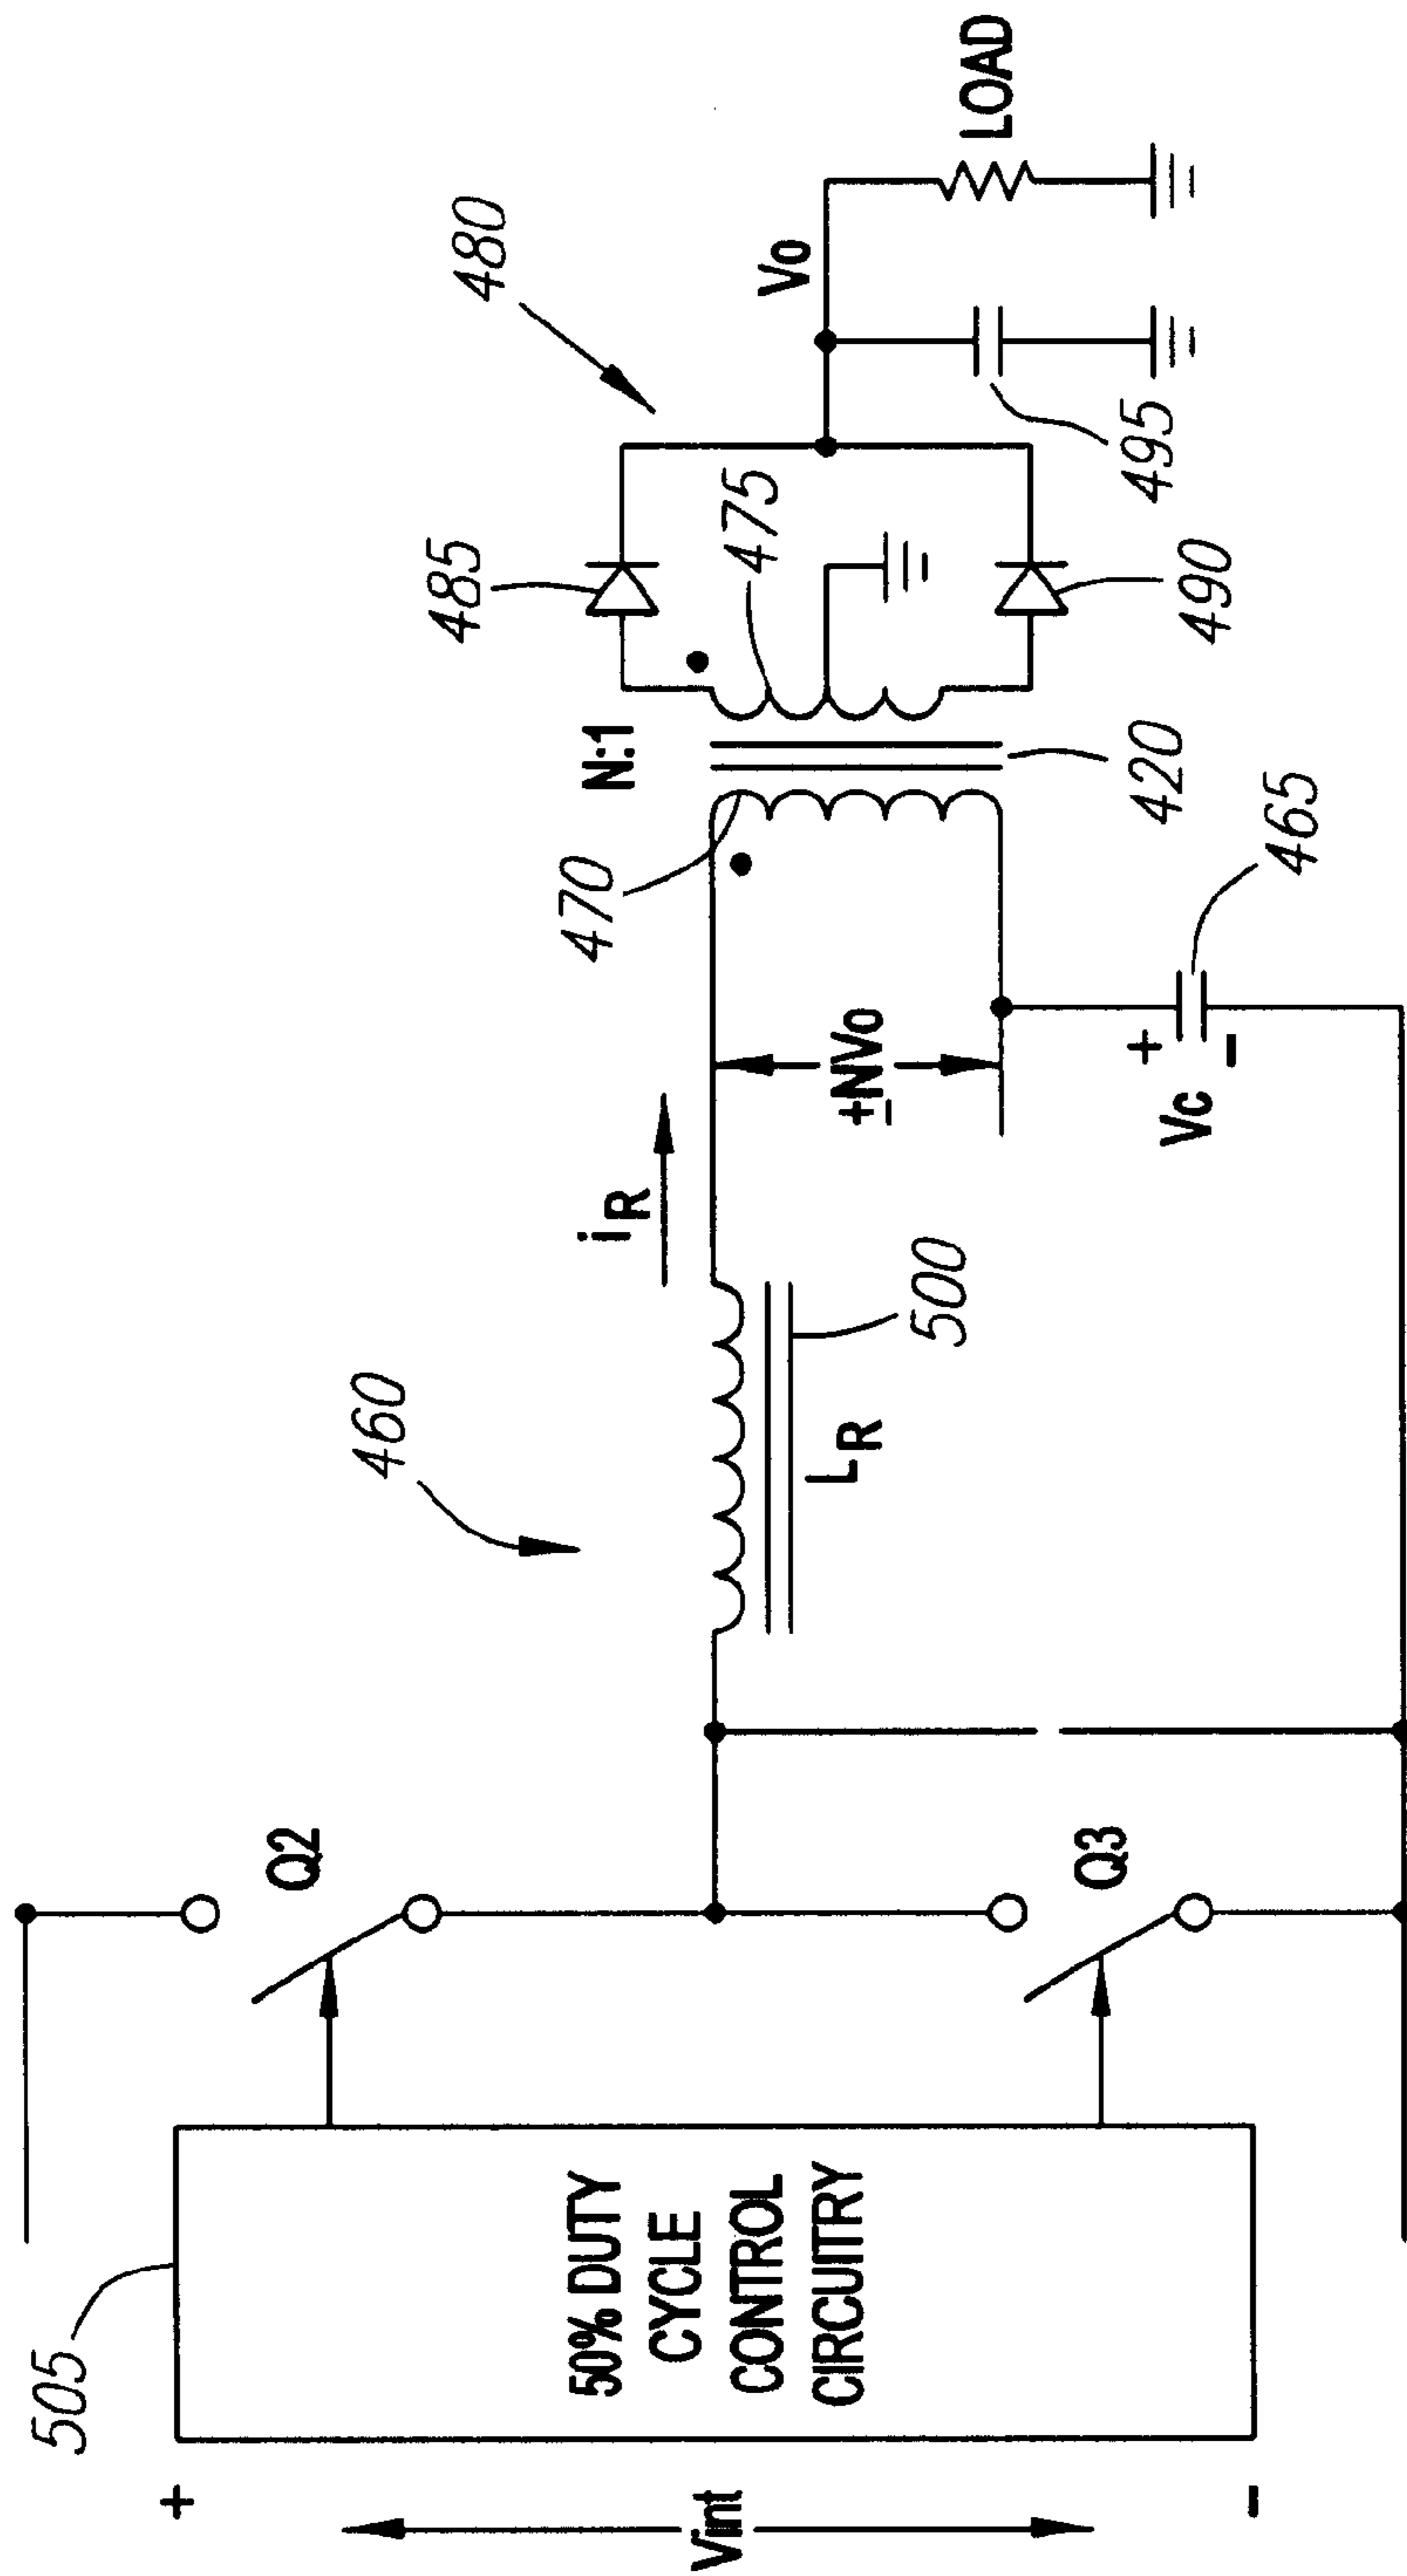 505
+
Vint
-
50% DUTY
CYCLE
CONTROL
CIRCUITRY
Q2
Q3
460
LR
500
iR
±NVo
+
Vc
-
465
470
N:1
420
475
480
485
490
495
Vo
LOAD